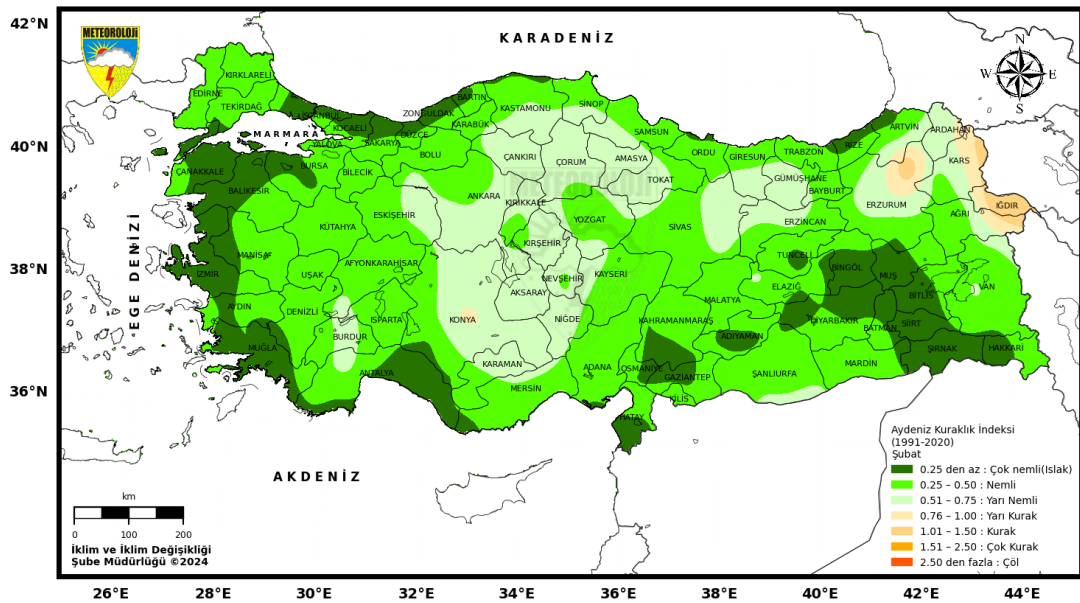 42°N
40°N
38°N
36°N
METEOROLOJİ
KARADENİZ
N
W
E
S
KIRKLARELİ
EDİRNE
TEKİRDAĞ
İSTANBUL
KOCAELİ
MARMARA
YALOVA
SAKARYA
DÜZCE
ZONGULDAK
BARTIN
KARABÜK
KASTAMONU
SİNOP
SAMSUN
ORDU
GİRESUN
TRABZON
RİZE
ARTVİN
ARDAHAN
KARS
ÇANAKKALE
BURSA
BİLECİK
BOLU
ÇANKIRI
ÇORUM
AMASYA
TOKAT
GÜMÜŞHANE
BAYBURT
ERZURUM
IĞDIR
AĞRI
BALIKESİR
ESKİŞEHİR
ANKARA
KIRIKKALE
YOZGAT
SİVAS
ERZİNCAN
EGE DENİZİ
KÜTAHYA
KIRŞEHİR
MANİSA
AFYONKARAHİSAR
TUNCELİ
BİNGÖL
MUŞ
İZMİR
UŞAK
NEVŞEHİR
KAYSERİ
ELAZIĞ
BİTLİS
VAN
AKSARAY
MALATYA
AYDIN
DENİZLİ
ISPARTA
KONYA
NİĞDE
KAHRAMANMARAŞ
DİYARBAKIR
BATMAN
SİİRT
BURDUR
ADIYAMAN
MUĞLA
ŞIRNAK
HAKKARİ
ANTALYA
KARAMAN
ADANA
OSMANİYE
GAZİANTEP
ŞANLIURFA
MARDİN
MERSİN
KİLİS
HATAY
AKDENİZ
Aydeniz Kuraklık İndeksi
(1991-2020)
Şubat
0.25 den az : Çok nemli(Islak)
0.25 – 0.50 : Nemli
0.51 – 0.75 : Yarı Nemli
0.76 – 1.00 : Yarı Kurak
1.01 – 1.50 : Kurak
1.51 – 2.50 : Çok Kurak
2.50 den fazla : Çöl
km
0 100 200
İklim ve İklim Değişikliği
Şube Müdürlüğü ©2024
26°E 28°E 30°E 32°E 34°E 36°E 38°E 40°E 42°E 44°E